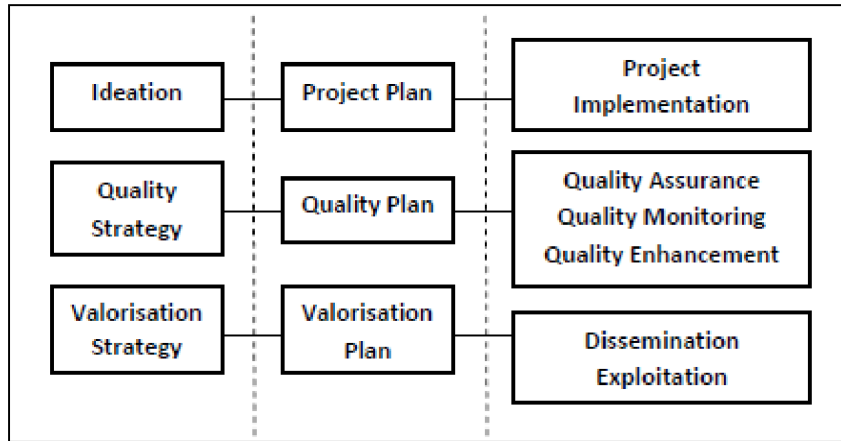 Ideation
Project Plan
Project
Implementation
Quality
Strategy
Quality Plan
Quality Assurance
Quality Monitoring
Quality Enhancement
Valorisation
Strategy
Valorisation
Plan
Dissemination
Exploitation